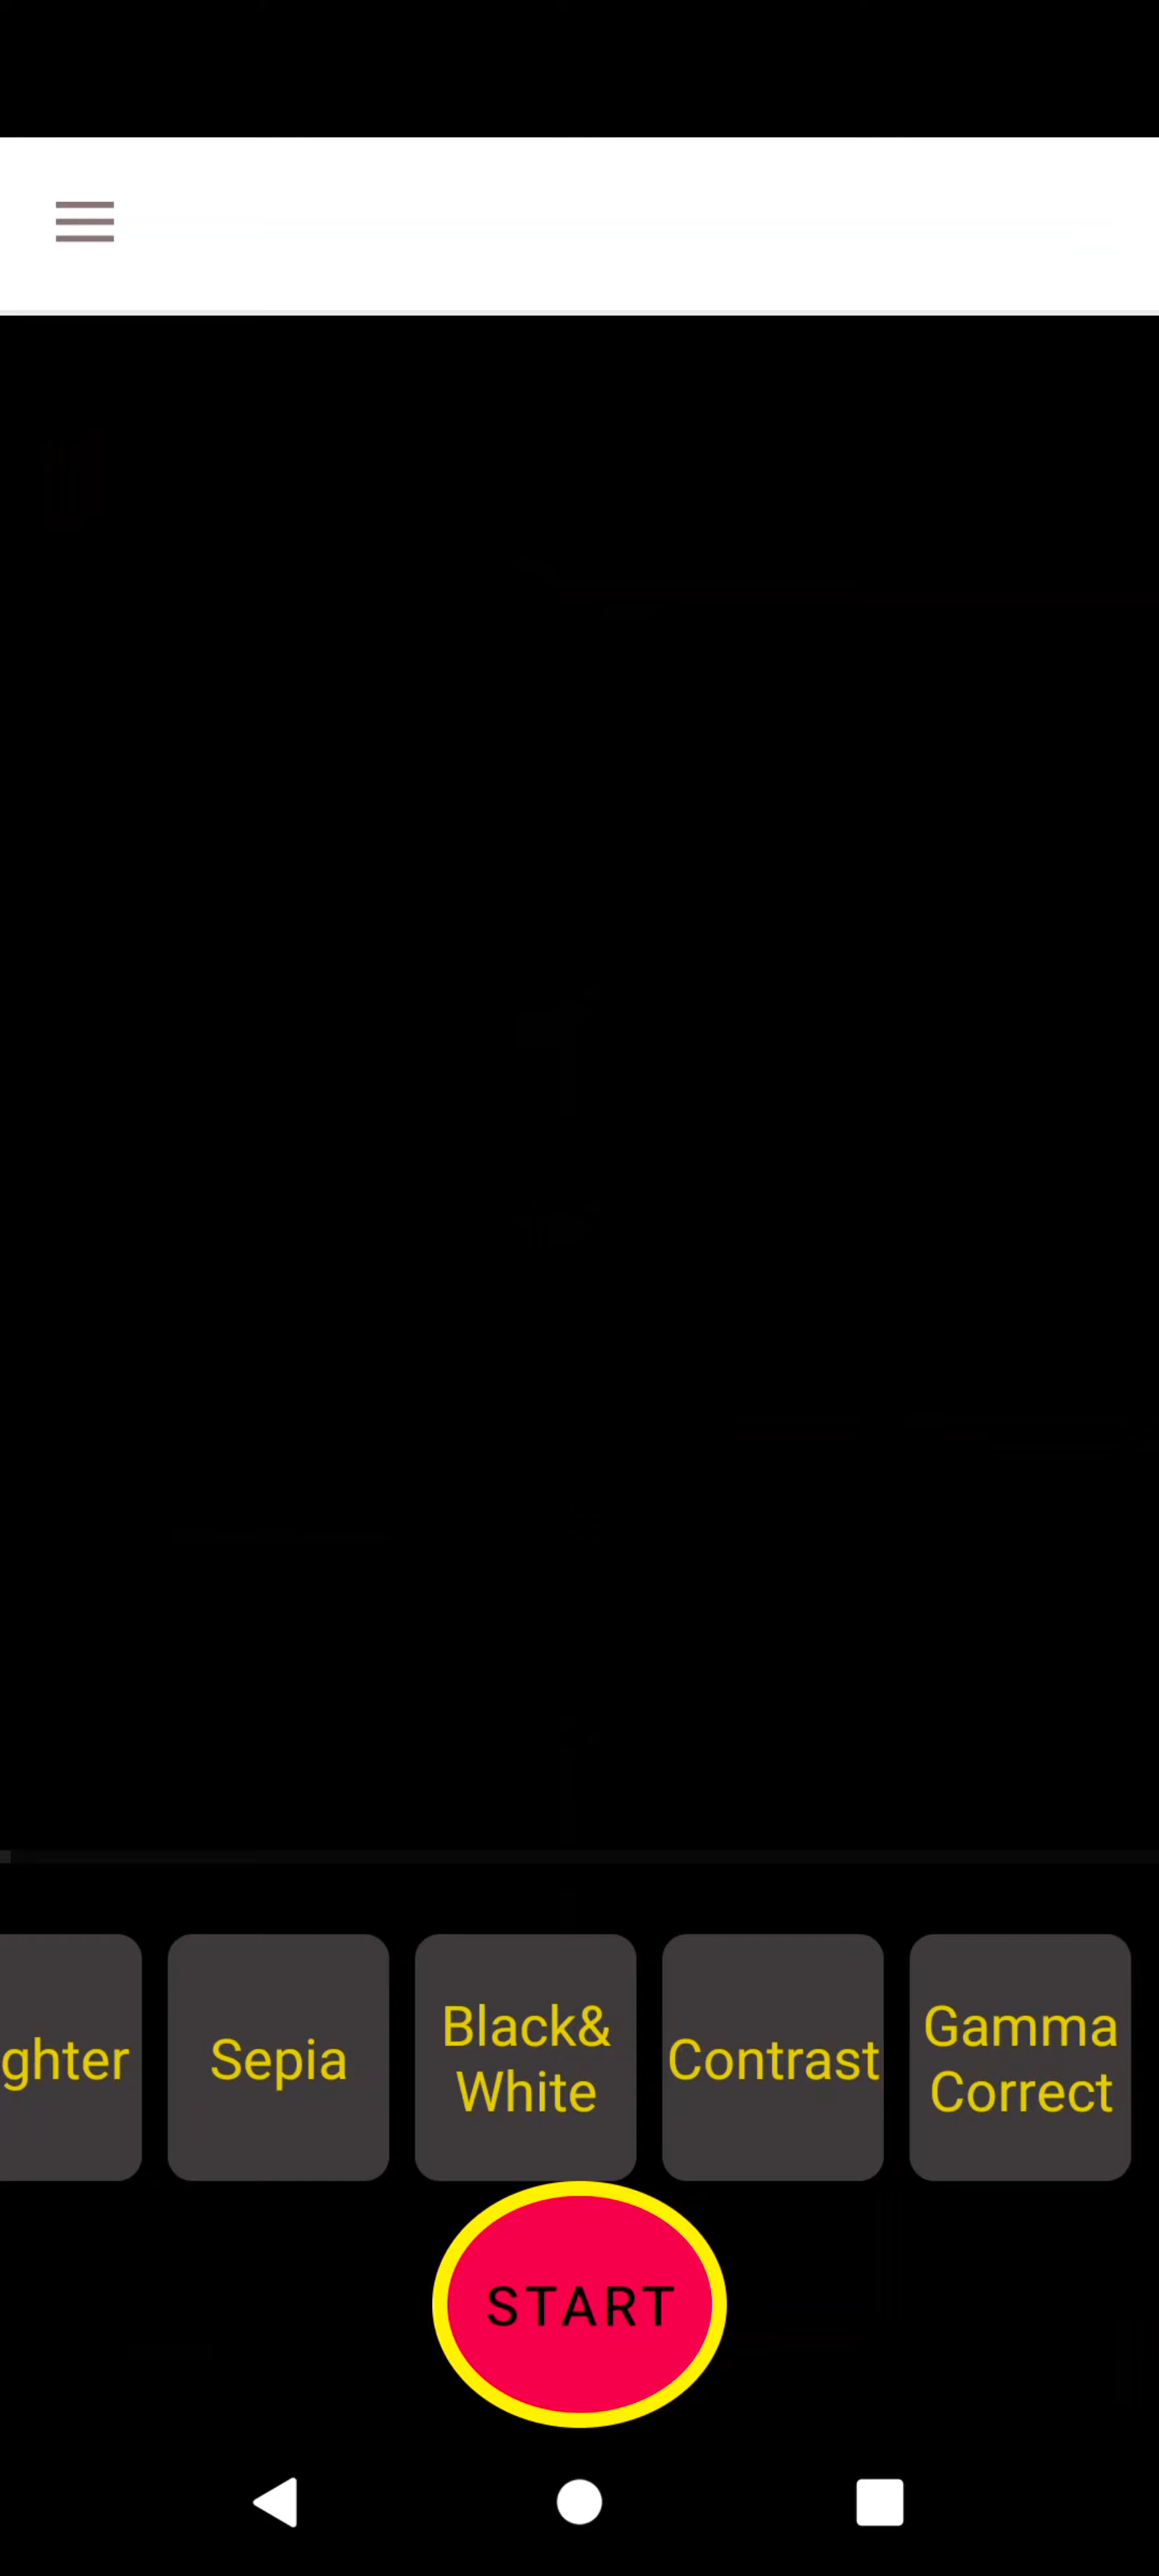 ghter
Sepia
Black&
White
Contrast
Gamma
Correct
START